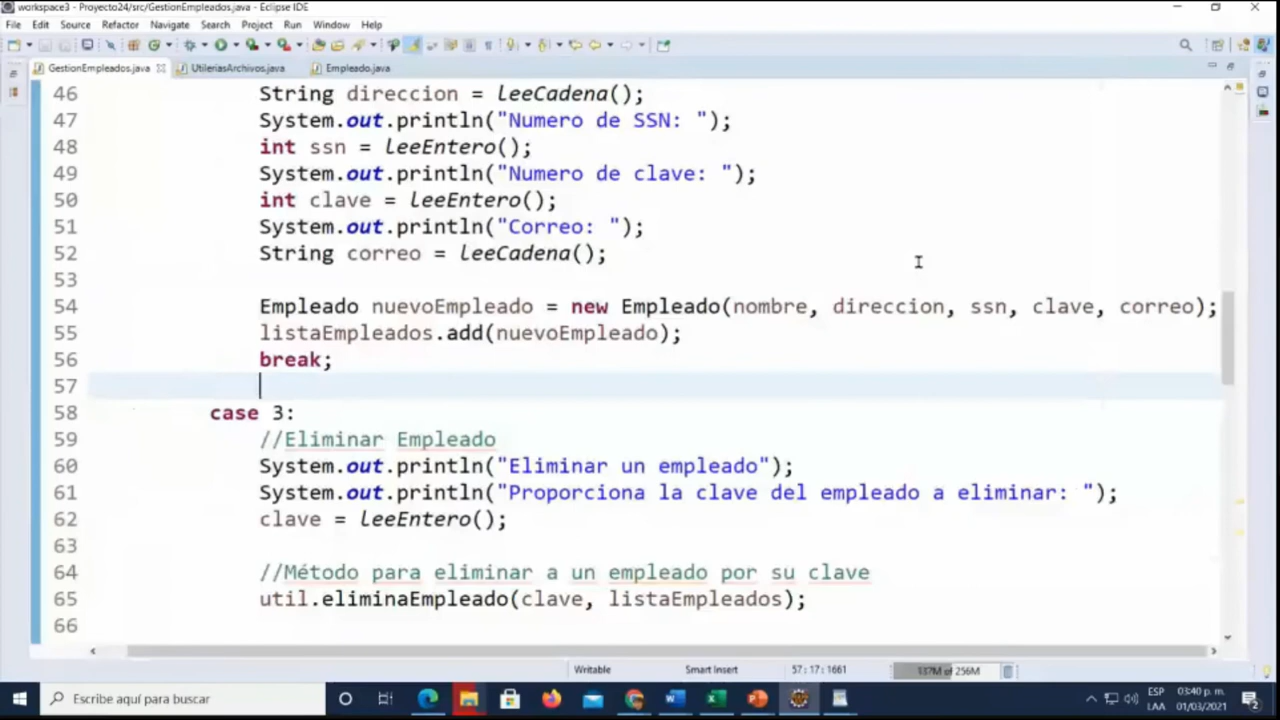 workspace3 - Proyecto24/src/GestionEmpleados.java - Eclipse IDE
File Edit Source Refactor Navigate Search Project Run Window Help
GestionEmpleados.java UtileriasArchivos.java Empleado.java
46 String direccion = leeCadena();
47 System.out.println("Numero de SSN: ");
48 int ssn = leeEntero();
49 System.out.println("Numero de clave: ");
50 int clave = leeEntero();
51 System.out.println("Correo: ");
52 String correo = leeCadena();
53
54 Empleado nuevoEmpleado = new Empleado(nombre, direccion, ssn, clave, correo);
55 listaEmpleados.add(nuevoEmpleado);
56 break;
57
58 case 3:
59 //Eliminar Empleado
60 System.out.println("Eliminar un empleado");
61 System.out.println("Proporciona la clave del empleado a eliminar: ");
62 clave = leeEntero();
63
64 //Método para eliminar a un empleado por su clave
65 util.eliminaEmpleado(clave, listaEmpleados);
66
Writable Smart Insert 57:17:1661 137M of 256M
Escribe aquí para buscar
ESP 03:40 p. m.
LAA 01/03/2021
2